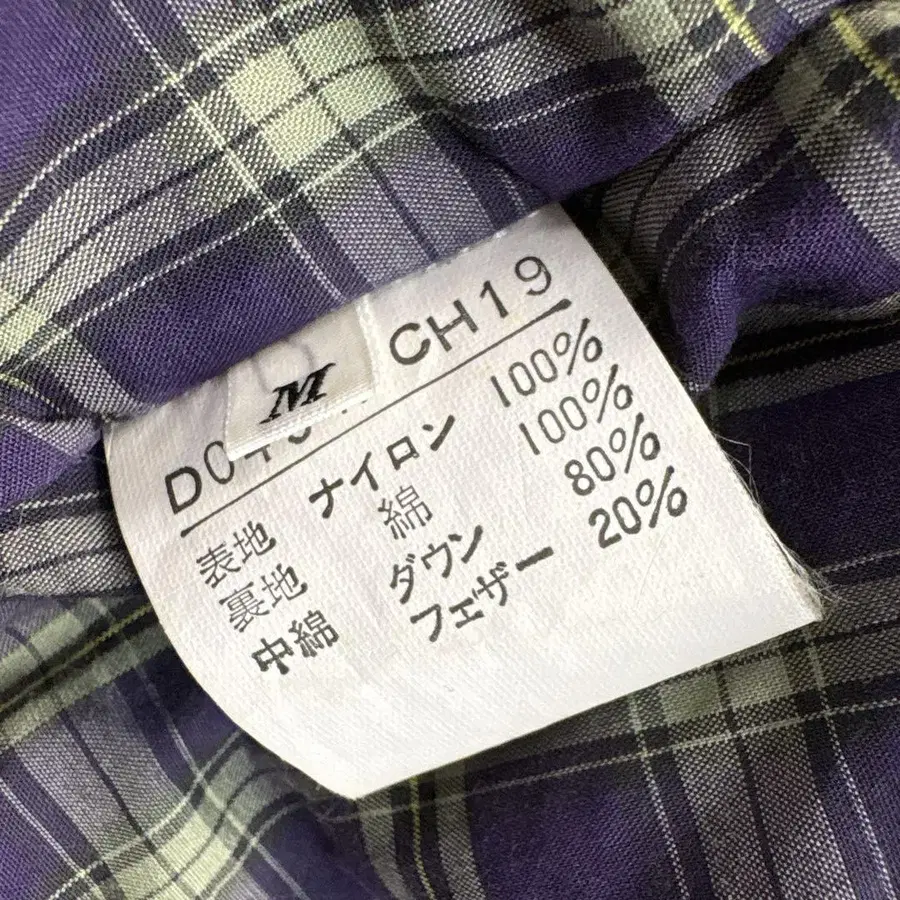 CH19
M
表地 ナイロン 100%
裏地 綿 100%
中綿 ダウン 80%
フェザー 20%